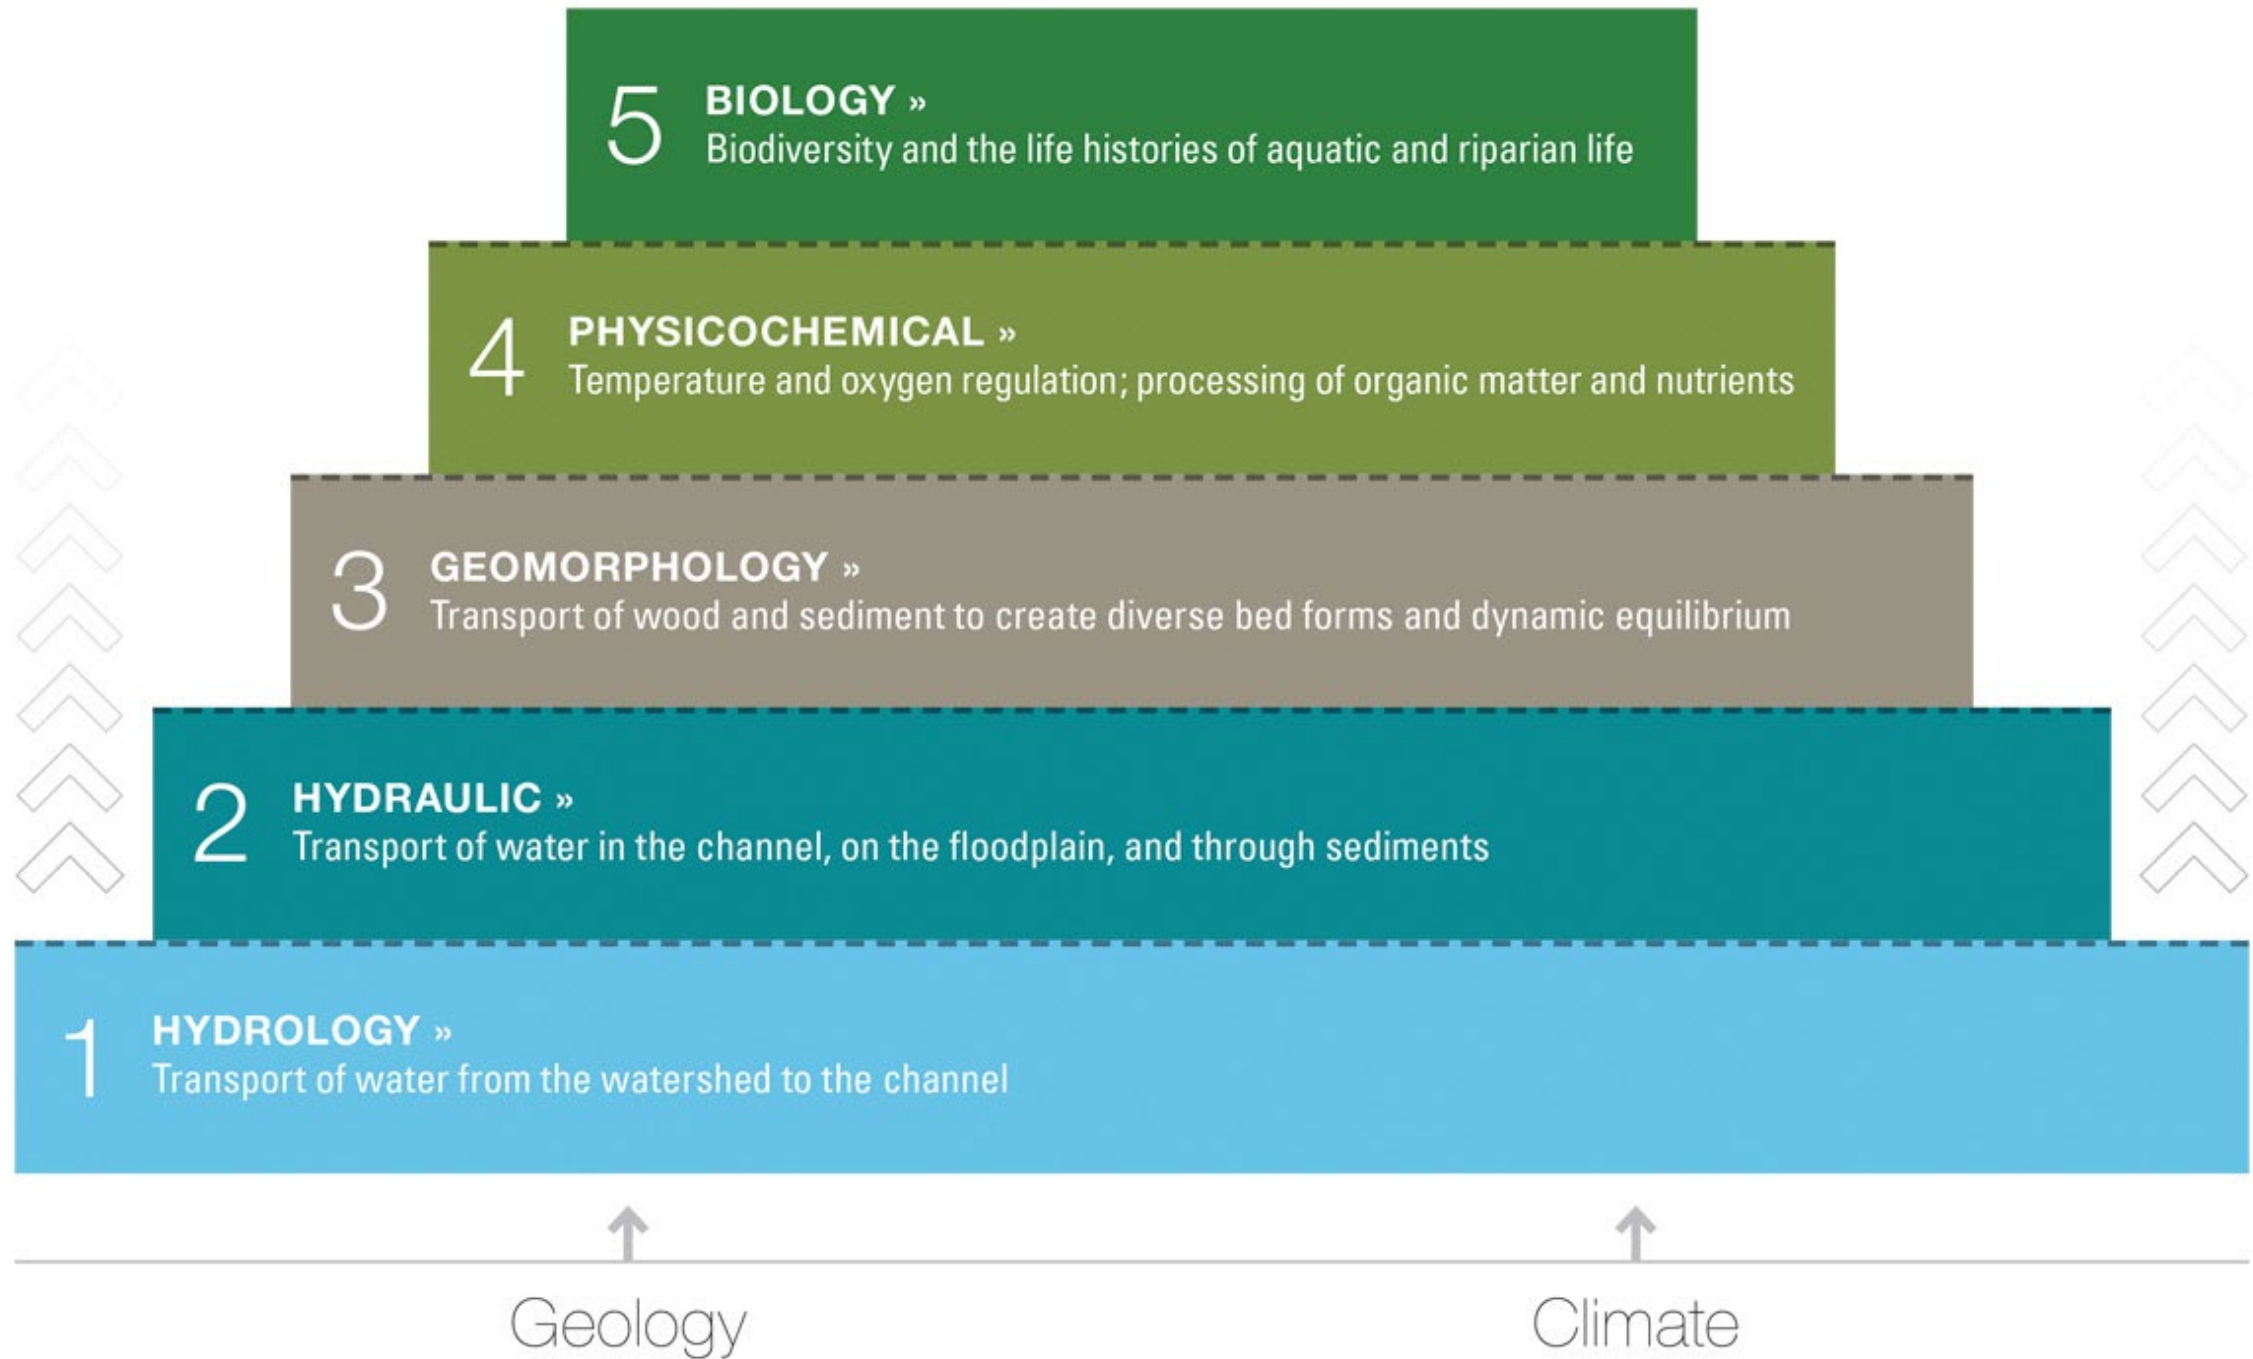 5
BIOLOGY »
Biodiversity and the life histories of aquatic and riparian life
4
PHYSICOCHEMICAL »
Temperature and oxygen regulation; processing of organic matter and nutrients
3
GEOMORPHOLOGY »
Transport of wood and sediment to create diverse bed forms and dynamic equilibrium
2
HYDRAULIC »
Transport of water in the channel, on the floodplain, and through sediments
1
HYDROLOGY »
Transport of water from the watershed to the channel
Geology
Climate